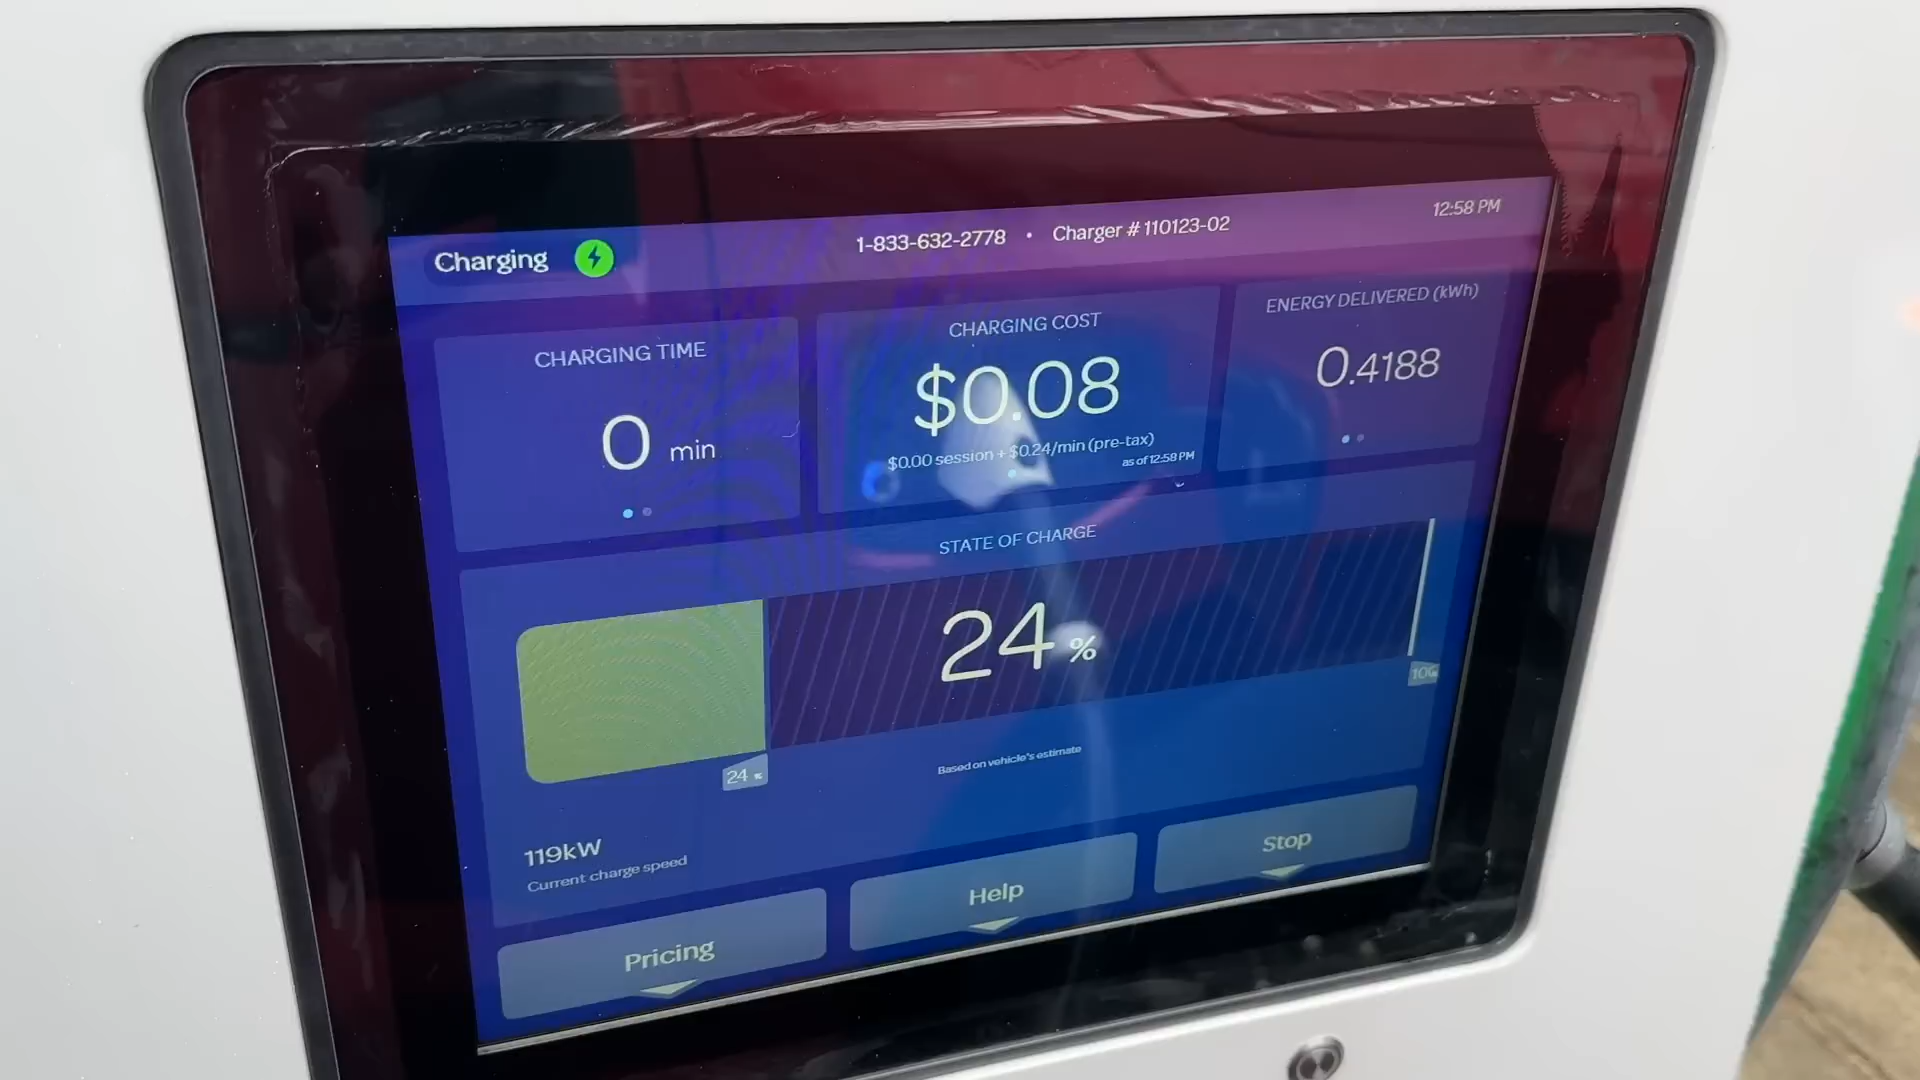 Charging
1-833-632-2778 • Charger # 110123-02
12:58 PM
CHARGING TIME
0 min
CHARGING COST
$0.08
$0.00 session + $0.24/min (pre-tax)
as of 12:58 PM
ENERGY DELIVERED (kWh)
0.4188
STATE OF CHARGE
24 %
24 %
Based on vehicle's estimate
119kW
Current charge speed
Pricing
Help
Stop